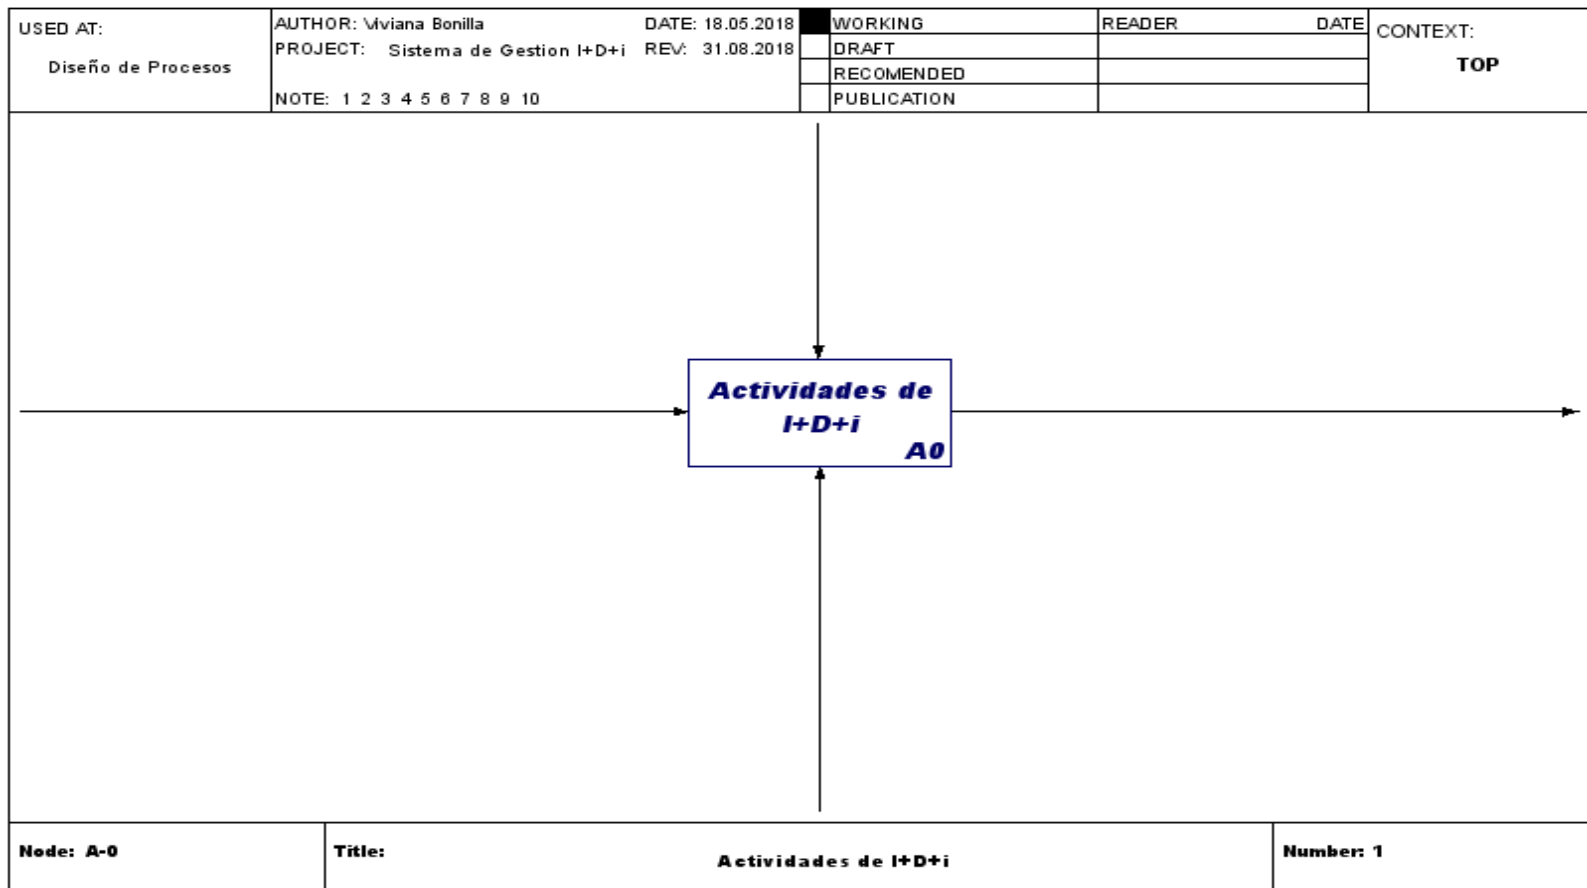 USED AT:
Diseño de Procesos
AUTHOR: Viviana Bonilla
DATE: 18.05.2018
PROJECT: Sistema de Gestion I+D+i
REV: 31.08.2018
NOTE: 1 2 3 4 5 6 7 8 9 10
WORKING
DRAFT
RECOMENDED
PUBLICATION
READER DATE
CONTEXT:
TOP
Actividades de
I+D+i
A0
Node: A-0
Title:
Actividades de I+D+i
Number: 1